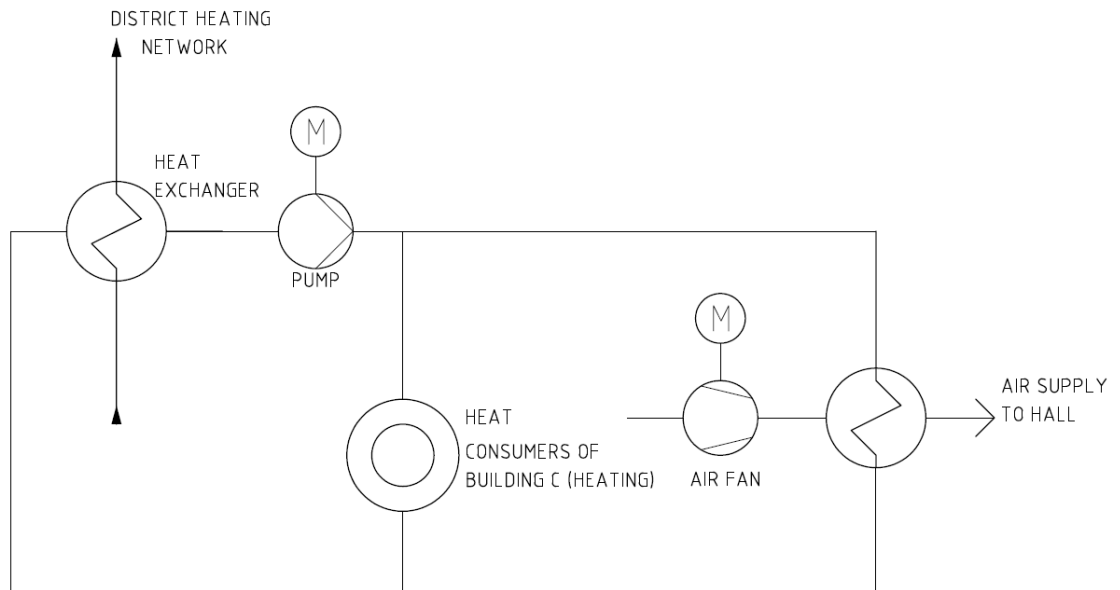 DISTRICT HEATING
NETWORK
M
HEAT
EXCHANGER
PUMP
M
HEAT
CONSUMERS OF
BUILDING C (HEATING)
AIR FAN
AIR SUPPLY
TO HALL